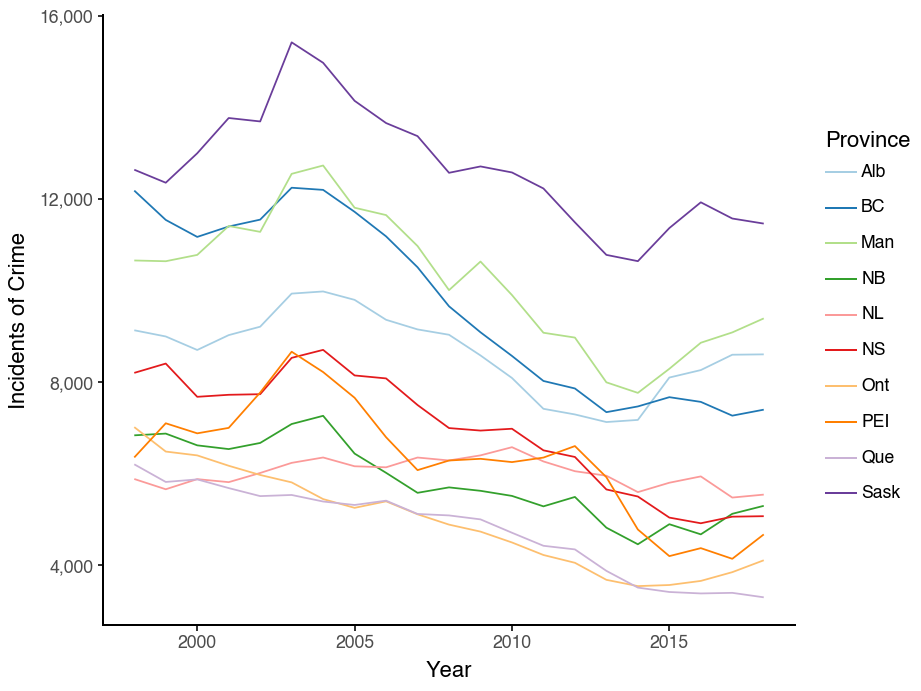 16,000
12,000
8,000
4,000
Incidents of Crime
2000
2005
2010
2015
Year
Province
Alb
BC
Man
NB
NL
NS
Ont
PEI
Que
Sask